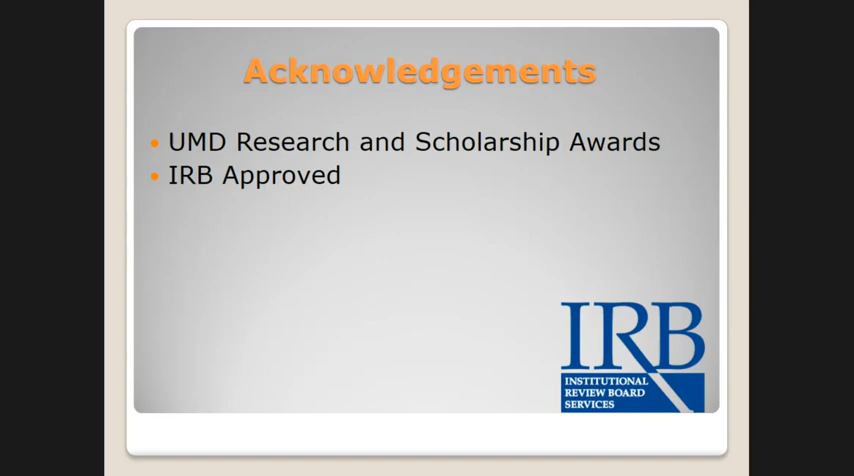 Acknowledgements
UMD Research and Scholarship Awards
IRB Approved
IRB
INSTITUTIONAL
REVIEW BOARD
SERVICES